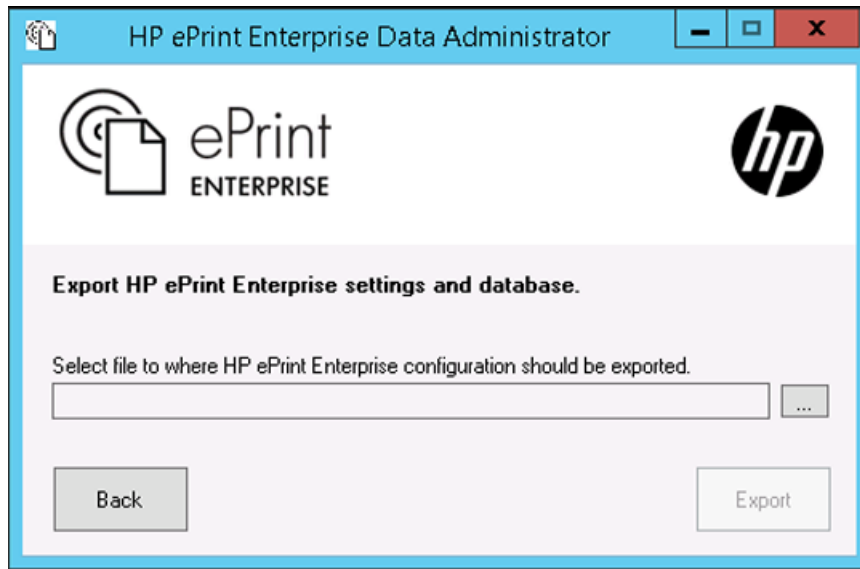 HP ePrint Enterprise Data Administrator
ePrint
ENTERPRISE
hp
Export HP ePrint Enterprise settings and database.
Select file to where HP ePrint Enterprise configuration should be exported.
...
Back
Export